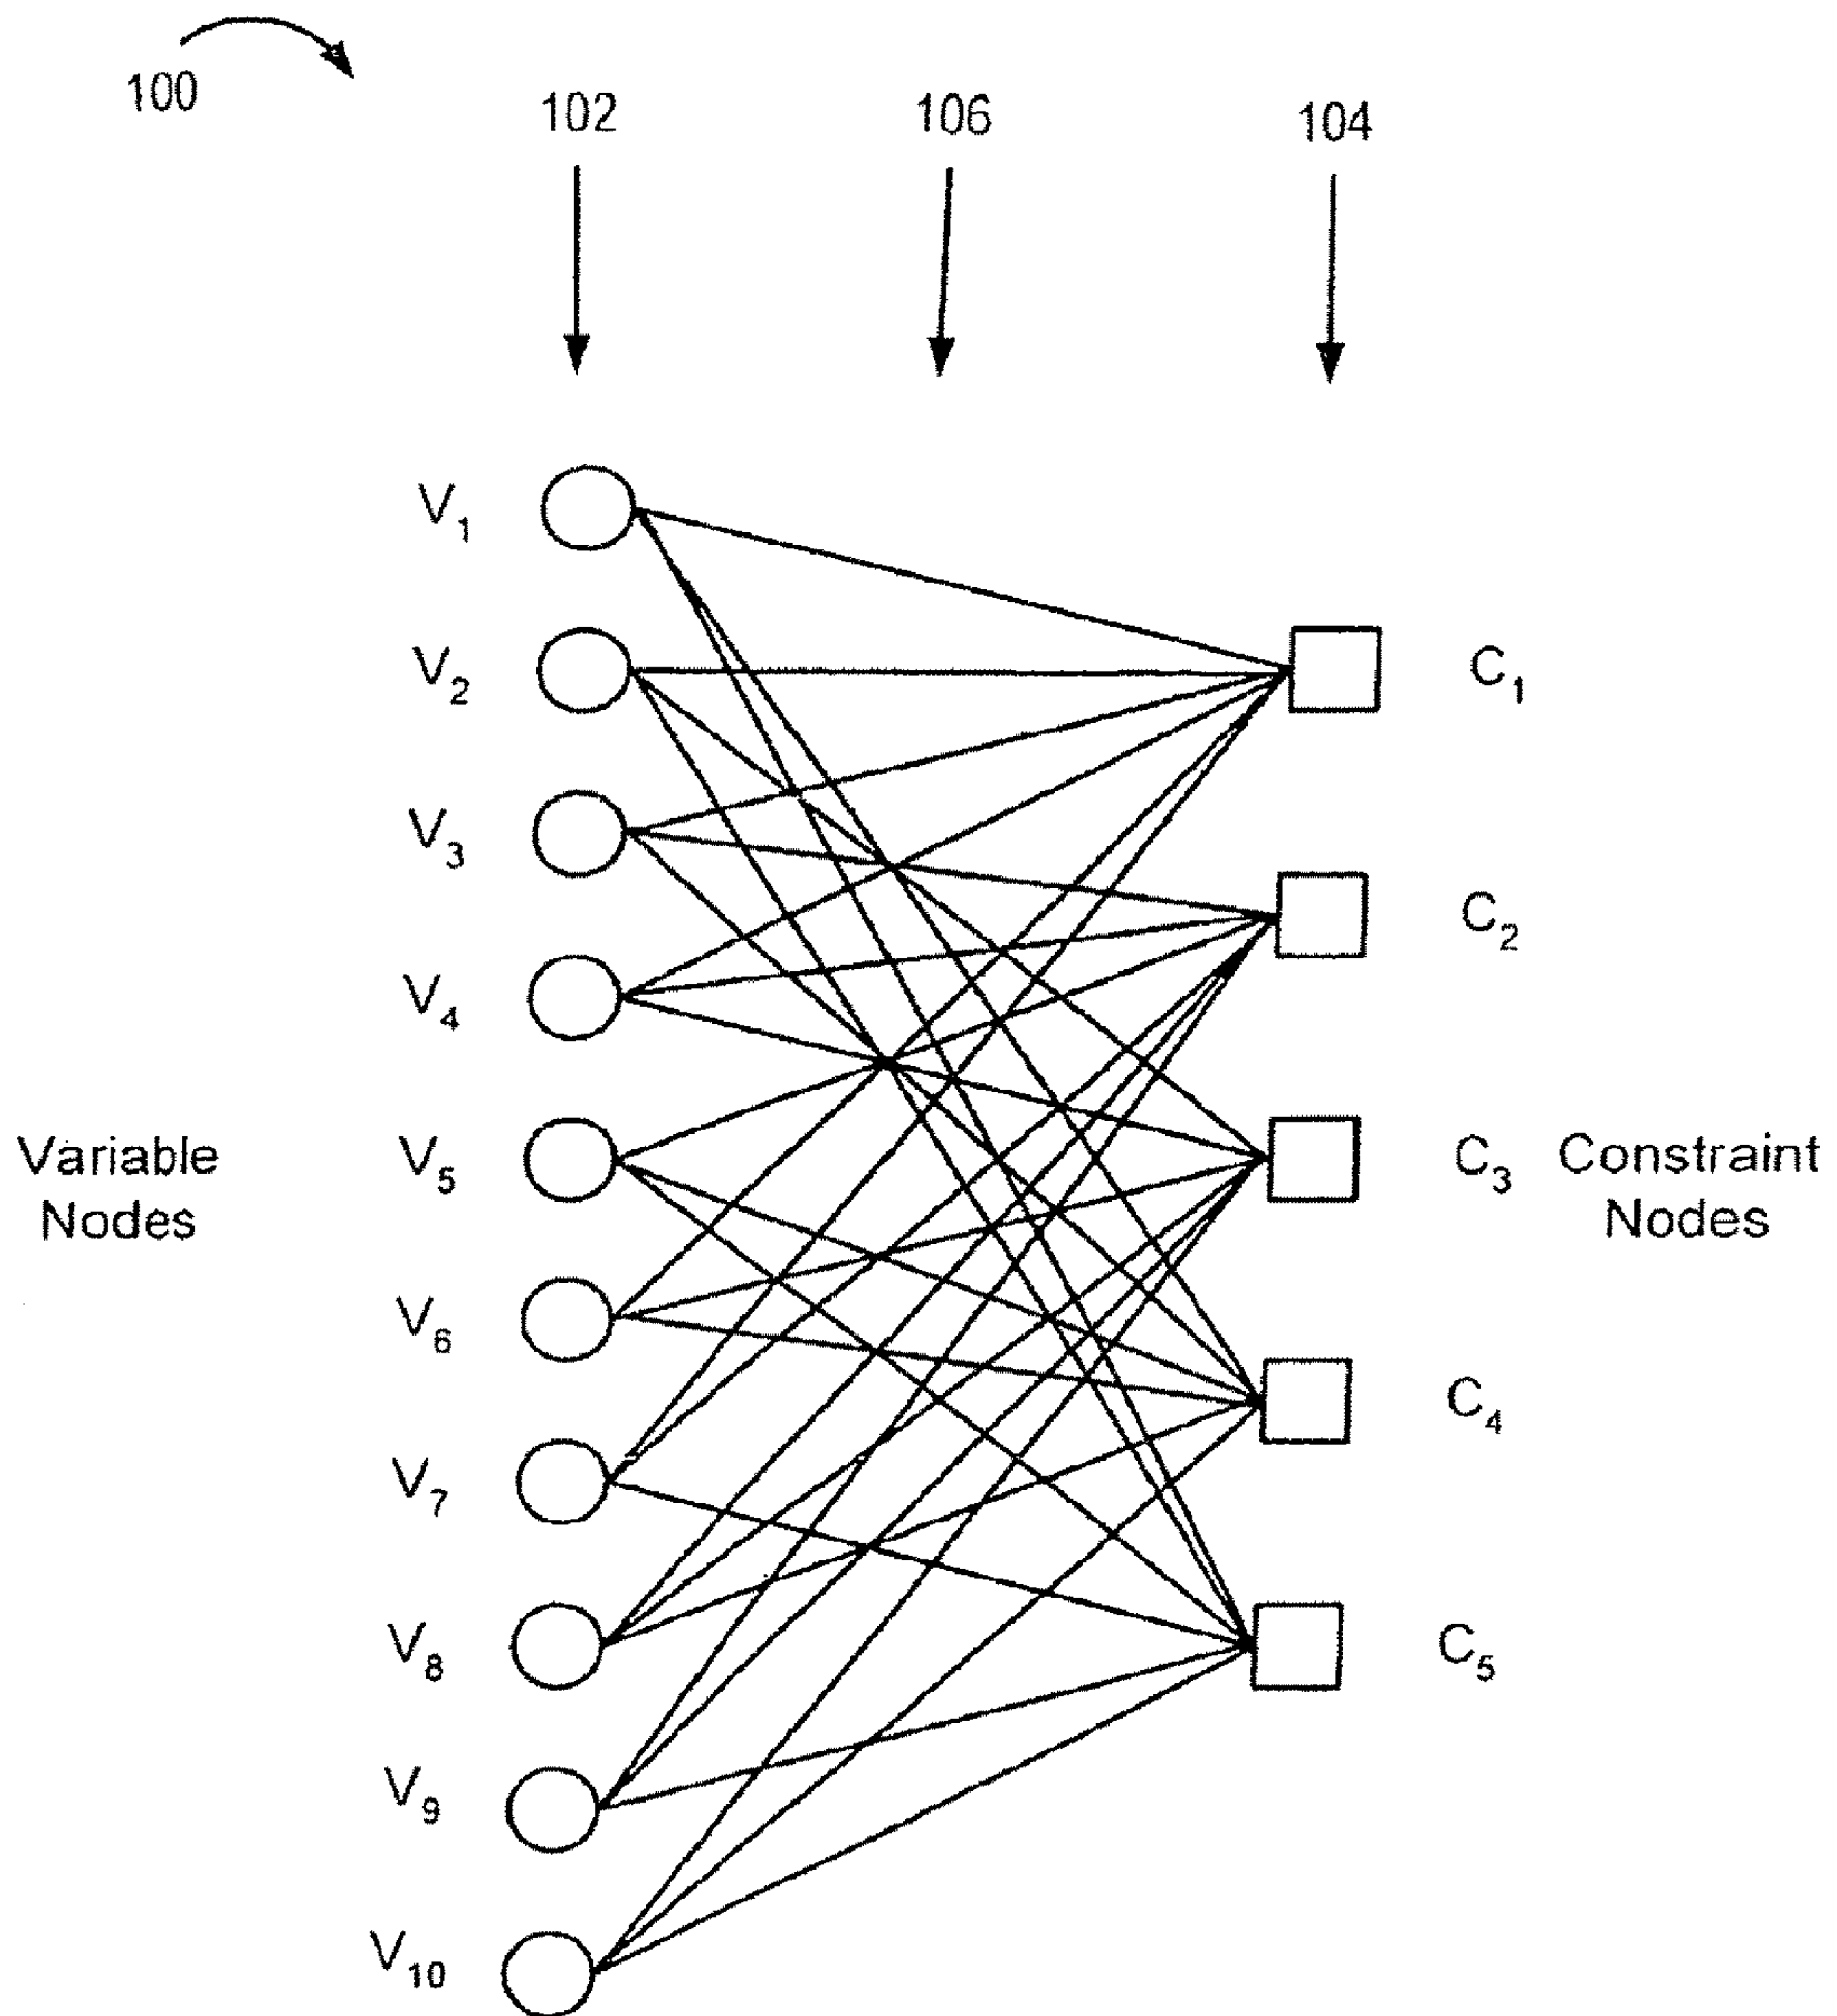 100
102
106
104
V1
V2
C1
V3
C2
V4
Variable
Nodes
V5
C3
Constraint
Nodes
V6
C4
V7
V8
C5
V9
V10